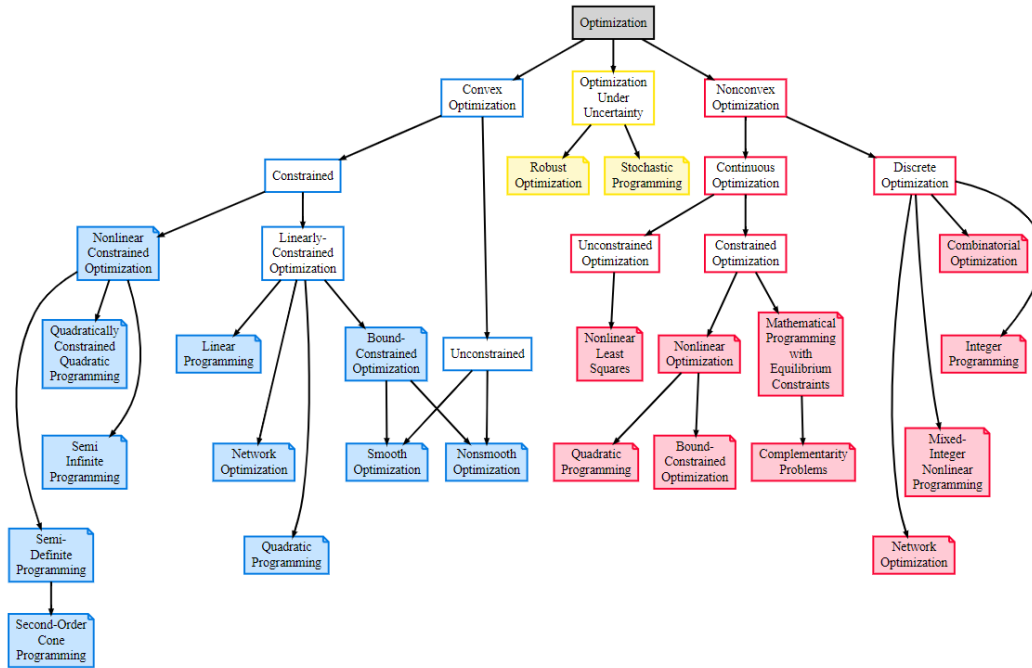 Optimization
Convex
Optimization
Optimization
Under
Uncertainty
Nonconvex
Optimization
Constrained
Robust
Optimization
Stochastic
Programming
Continuous
Optimization
Discrete
Optimization
Nonlinear
Constrained
Optimization
Linearly-
Constrained
Optimization
Unconstrained
Optimization
Constrained
Optimization
Combinatorial
Optimization
Quadratically
Constrained
Quadratic
Programming
Linear
Programming
Bound-
Constrained
Optimization
Unconstrained
Nonlinear
Least
Squares
Nonlinear
Optimization
Mathematical
Programming
with
Equilibrium
Constraints
Integer
Programming
Semi
Infinite
Programming
Network
Optimization
Smooth
Optimization
Nonsmooth
Optimization
Quadratic
Programming
Bound-
Constrained
Optimization
Complementarity
Problems
Mixed-
Integer
Nonlinear
Programming
Semi-
Definite
Programming
Quadratic
Programming
Network
Optimization
Second-Order
Cone
Programming